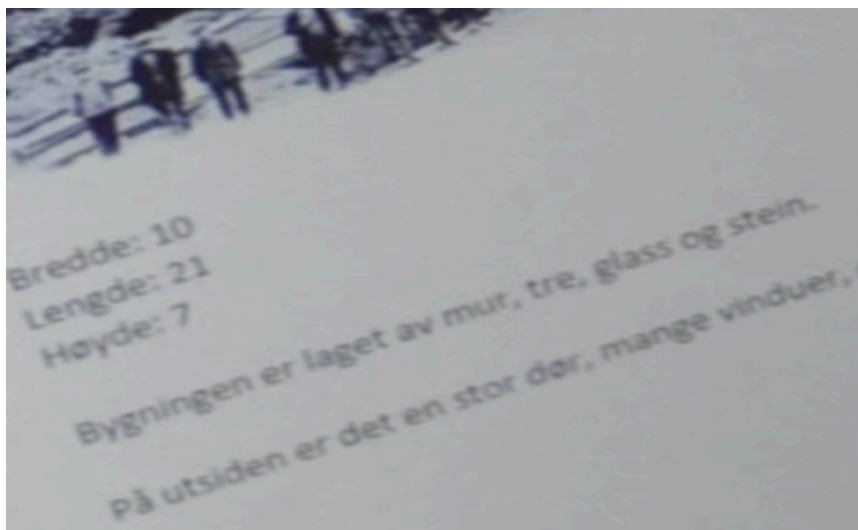 Bredde: 10
Lengde: 21
Høyde: 7
Bygningen er laget av mur, tre, glass og stein.
På utsiden er det en stor dør, mange vinduer,